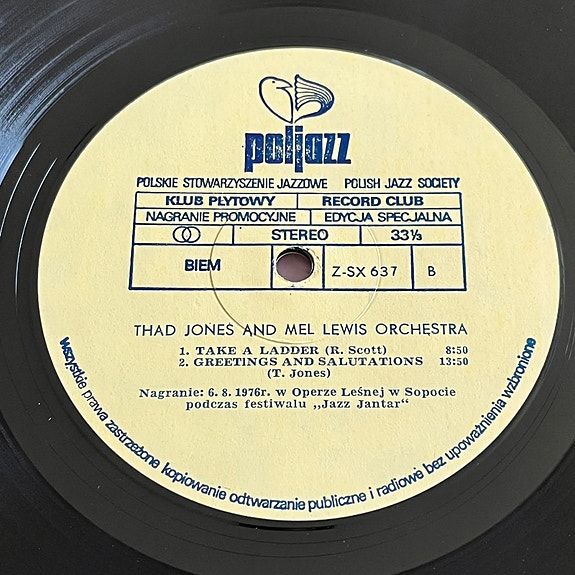 poljazz
POLSKIE STOWARZYSZENIE JAZZOWE POLISH JAZZ SOCIETY
KLUB PŁYTOWY RECORD CLUB
NAGRANIE PROMOCYJNE EDYCJA SPECJALNA
STEREO 33⅓
BIEM Z-SX 637 B
THAD JONES AND MEL LEWIS ORCHESTRA
1. TAKE A LADDER (R. Scott) 8:50
2. GREETINGS AND SALUTATIONS 13:50
(T. Jones)
Nagranie: 6. 8. 1976r. w Operze Leśnej w Sopocie
podczas festiwalu „Jazz Jantar“
wszystkie prawa zastrzeżone kopiowanie odtwarzanie publiczne i radiowe bez upoważnienia wzbronione